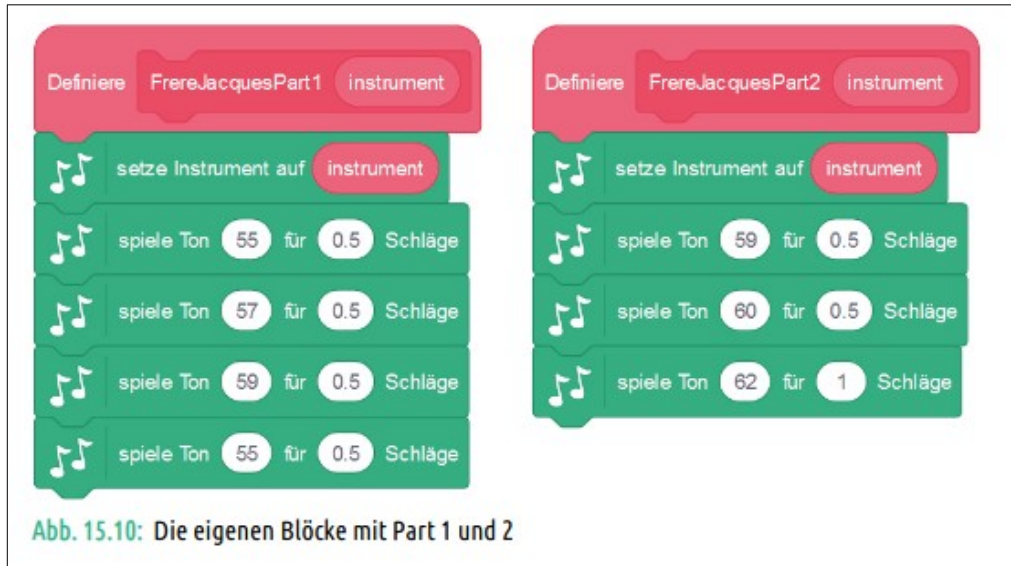 Definiere FrereJacquesPart1 instrument
setze Instrument auf instrument
spiele Ton 55 für 0.5 Schläge
spiele Ton 57 für 0.5 Schläge
spiele Ton 59 für 0.5 Schläge
spiele Ton 55 für 0.5 Schläge
Definiere FrereJacquesPart2 instrument
setze Instrument auf instrument
spiele Ton 59 für 0.5 Schläge
spiele Ton 60 für 0.5 Schläge
spiele Ton 62 für 1 Schläge
Abb. 15.10: Die eigenen Blöcke mit Part 1 und 2